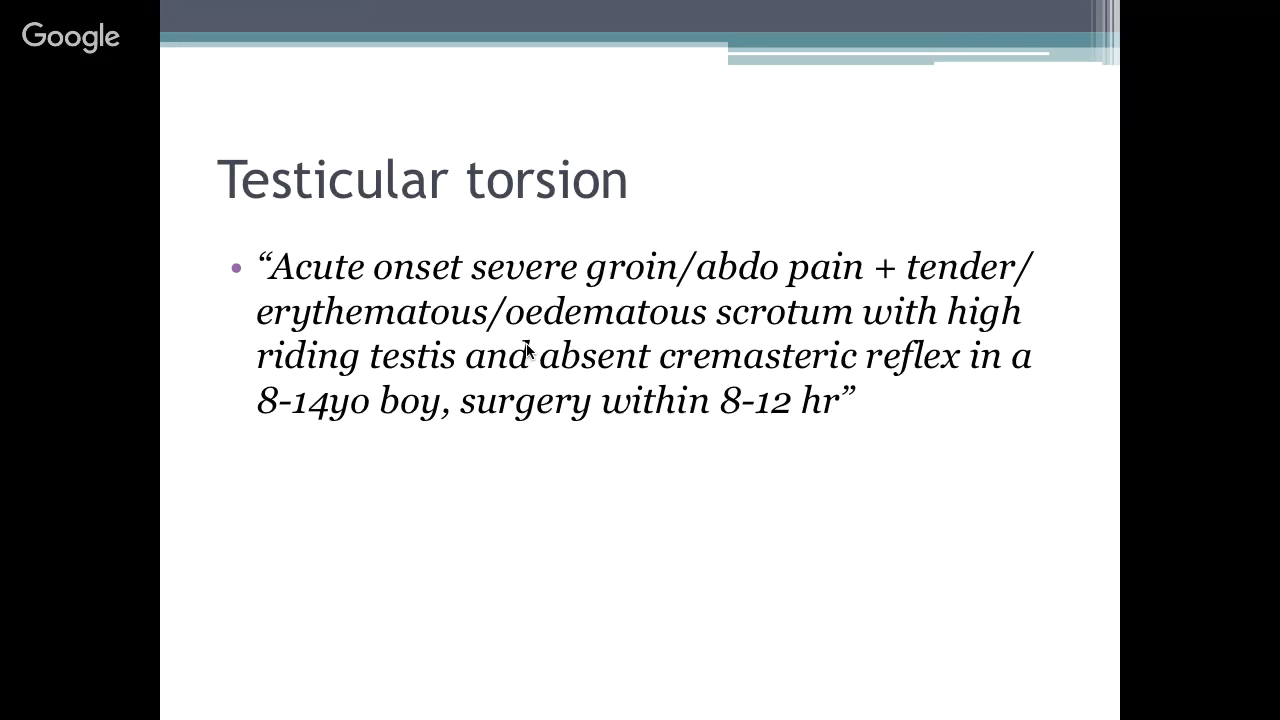 Google
Testicular torsion
• “Acute onset severe groin/abdo pain + tender/
erythematous/oedematous scrotum with high
riding testis and absent cremasteric reflex in a
8-14yo boy, surgery within 8-12 hr”